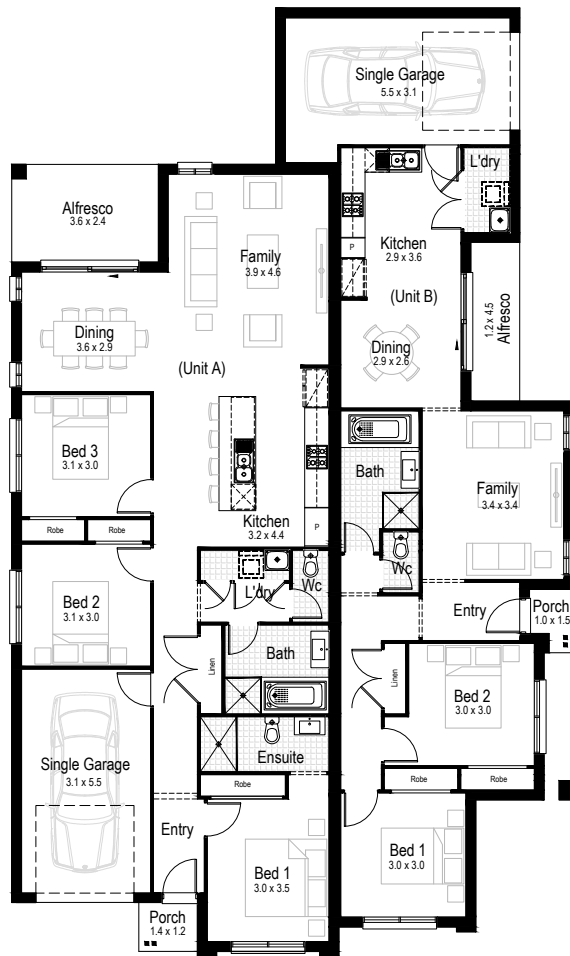 Single Garage
5.5 x 3.1
L'dry
Alfresco
3.6 x 2.4
Family
3.9 x 4.6
Kitchen
2.9 x 3.6
P
(Unit B)
1.2 x 4.5
Alfresco
Dining
3.6 x 2.9
(Unit A)
Dining
2.9 x 2.6
Bed 3
3.1 x 3.0
Bath
Family
3.4 x 3.4
Kitchen
3.2 x 4.4
P
Robe
Robe
Wc
L'dry
Wc
Bed 2
3.1 x 3.0
Entry
Porch
1.0 x 1.5
Linen
Bath
Linen
Bed 2
3.0 x 3.0
Single Garage
3.1 x 5.5
Ensuite
Robe
Robe
Robe
Entry
Bed 1
3.0 x 3.5
Bed 1
3.0 x 3.0
Porch
1.4 x 1.2